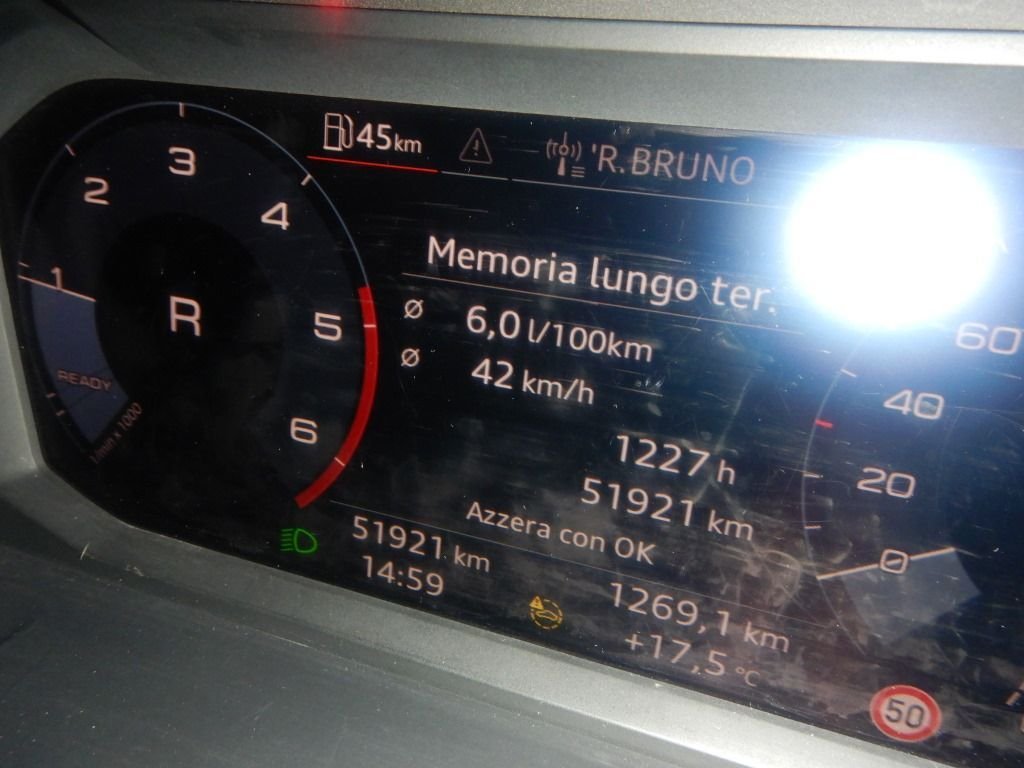 45 km
'R.BRUNO
Memoria lungo ter.
Ø 6,0 l/100km
Ø 42 km/h
1227 h
51921 km
Azzera con OK
51921 km
14:59
1269,1 km
+17,5 °C
1
2
3
4
5
6
R
READY
1/min x 1000
60
40
20
0
50